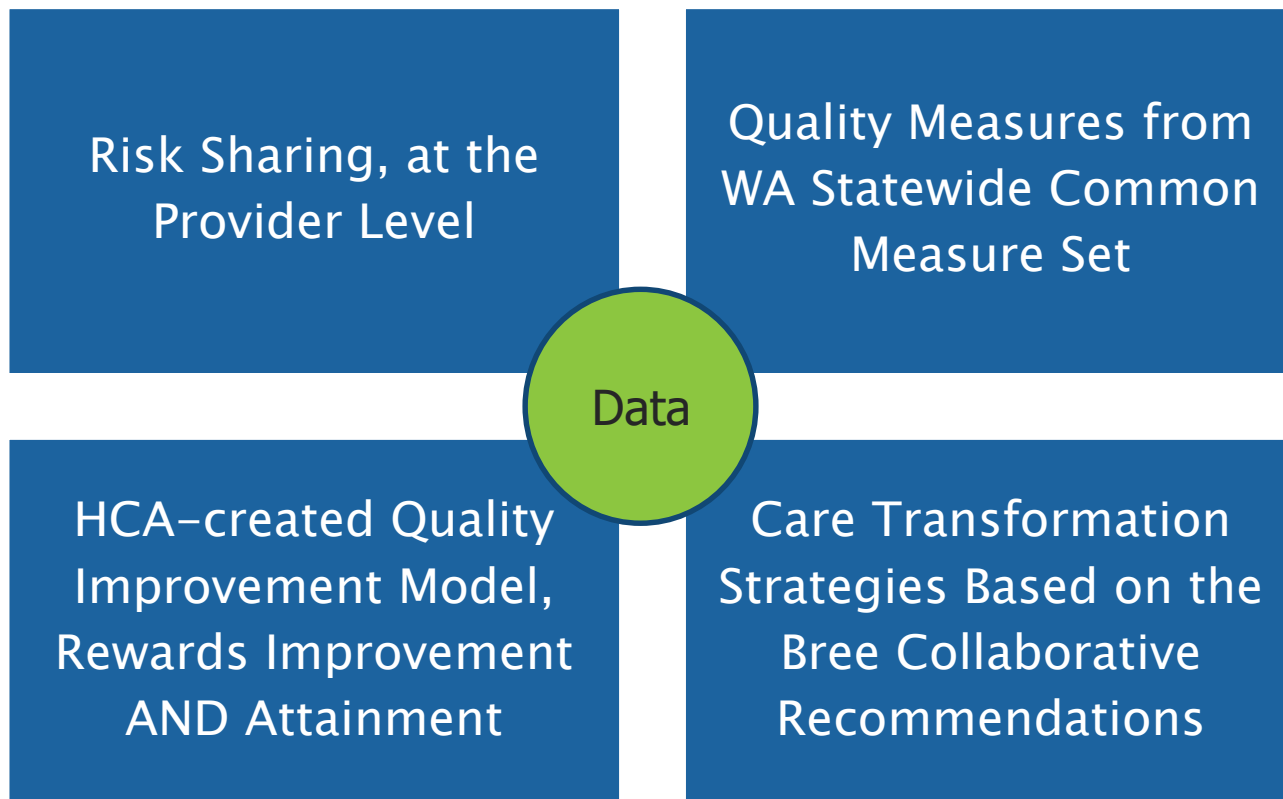 Risk Sharing, at the
Provider Level
Quality Measures from
WA Statewide Common
Measure Set
Data
HCA-created Quality
Improvement Model,
Rewards Improvement
AND Attainment
Care Transformation
Strategies Based on the
Bree Collaborative
Recommendations